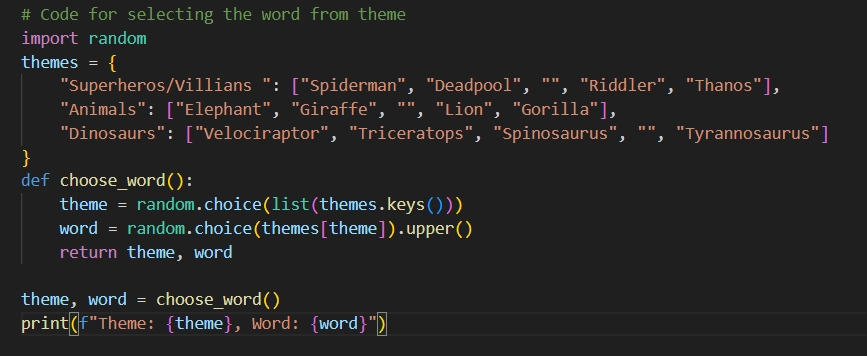 # Code for selecting the word from theme
import random
themes = {
    "Superheros/Villians ": ["Spiderman", "Deadpool", "", "Riddler", "Thanos"],
    "Animals": ["Elephant", "Giraffe", "", "Lion", "Gorilla"],
    "Dinosaurs": ["Velociraptor", "Triceratops", "Spinosaurus", "", "Tyrannosaurus"]
}
def choose_word():
    theme = random.choice(list(themes.keys()))
    word = random.choice(themes[theme]).upper()
    return theme, word

theme, word = choose_word()
print(f"Theme: {theme}, Word: {word}")